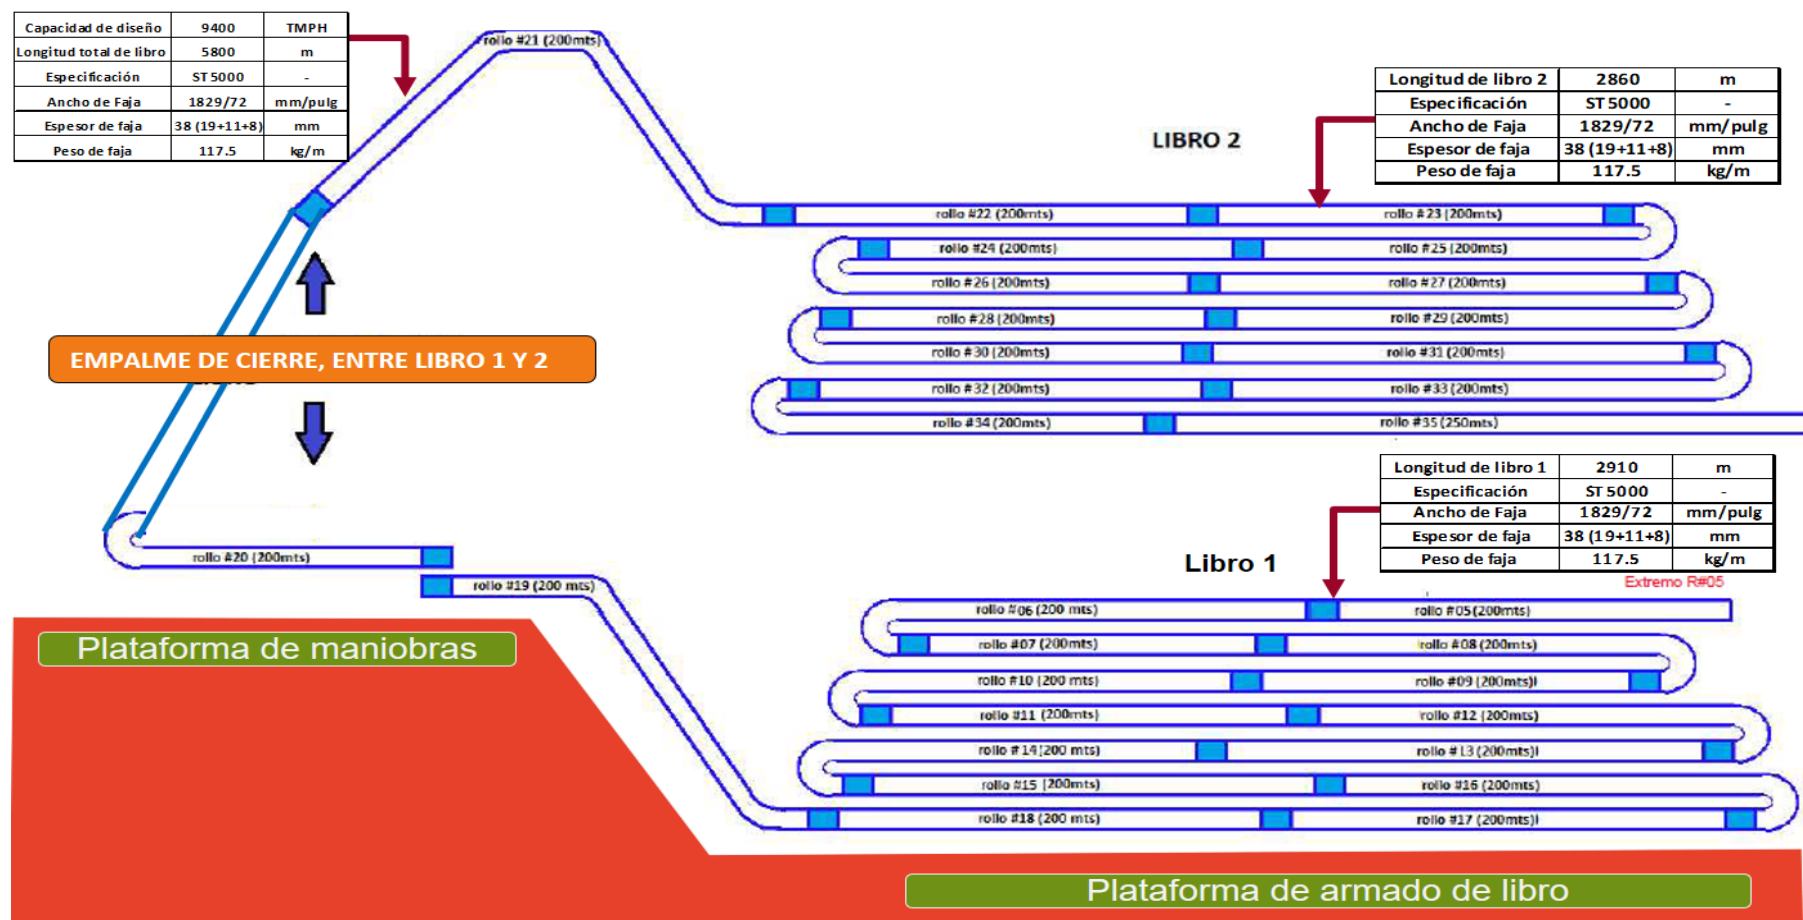 Capacidad de diseño 9400 TMPH
Longitud total de libro 5800 m
Especificación ST5000 -
Ancho de Faja 1829/72 mm/pulg
Espesor de faja 38 (19+11+8) mm
Peso de faja 117.5 kg/m
rollo #21 (200mts)
Longitud de libro 2 2860 m
Especificación ST5000 -
Ancho de Faja 1829/72 mm/pulg
Espesor de faja 38 (19+11+8) mm
Peso de faja 117.5 kg/m
LIBRO 2
rollo #22 (200mts) rollo #23 (200mts)
rollo #24 (200mts) rollo #25 (200mts)
rollo #26 (200mts) rollo #27 (200mts)
rollo #28 (200mts) rollo #29 (200mts)
rollo #30 (200mts) rollo #31 (200mts)
rollo #32 (200mts) rollo #33 (200mts)
rollo #34 (200mts) rollo #35 (250mts)
EMPALME DE CIERRE, ENTRE LIBRO 1 Y 2
Longitud de libro 1 2910 m
Especificación ST5000 -
Ancho de Faja 1829/72 mm/pulg
Espesor de faja 38 (19+11+8) mm
Peso de faja 117.5 kg/m
Libro 1
Extremo R#05
rollo #20 (200mts)
rollo #19 (200 mts)
rollo #06 (200 mts) rollo #05 (200mts)
rollo #07 (200mts) rollo #08 (200mts)
rollo #10 (200 mts) rollo #09 (200mts)
rollo #11 (200mts) rollo #12 (200mts)
rollo #14 (200 mts) rollo #13 (200mts)
rollo #15 (200mts) rollo #16 (200mts)
rollo #18 (200 mts) rollo #17 (200mts)
Plataforma de maniobras
Plataforma de armado de libro